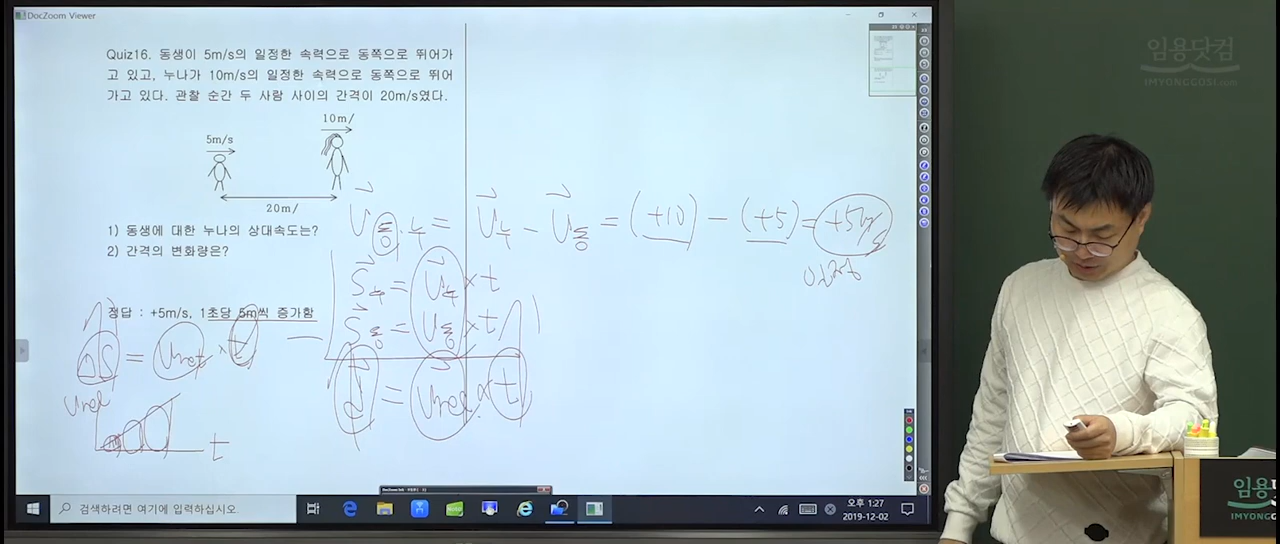 DocZoom Viewer
Quiz16. 동생이 5m/s의 일정한 속력으로 동쪽으로 뛰어가
고 있고, 누나가 10m/s의 일정한 속력으로 동쪽으로 뛰어
가고 있다. 관찰 순간 두 사람 사이의 간격이 20m/s였다.
10m/
5m/s
20m/
1) 동생에 대한 누나의 상대속도는?
2) 간격의 변화량은?
정답 : +5m/s, 1초당 5m씩 증가함
V동.누 = V누 - V동 = (+10) - (+5) = +5m/s
S누 = V누 × t
S동 = V동 × t
ΔS = Vrel × t
= Vrel × t
Vrel
t
검색하려면 여기에 입력하십시오.
오후 1:27
2019-12-02
임용닷컴
IMYONGGOSI.com
임용닷
IMYONGGO